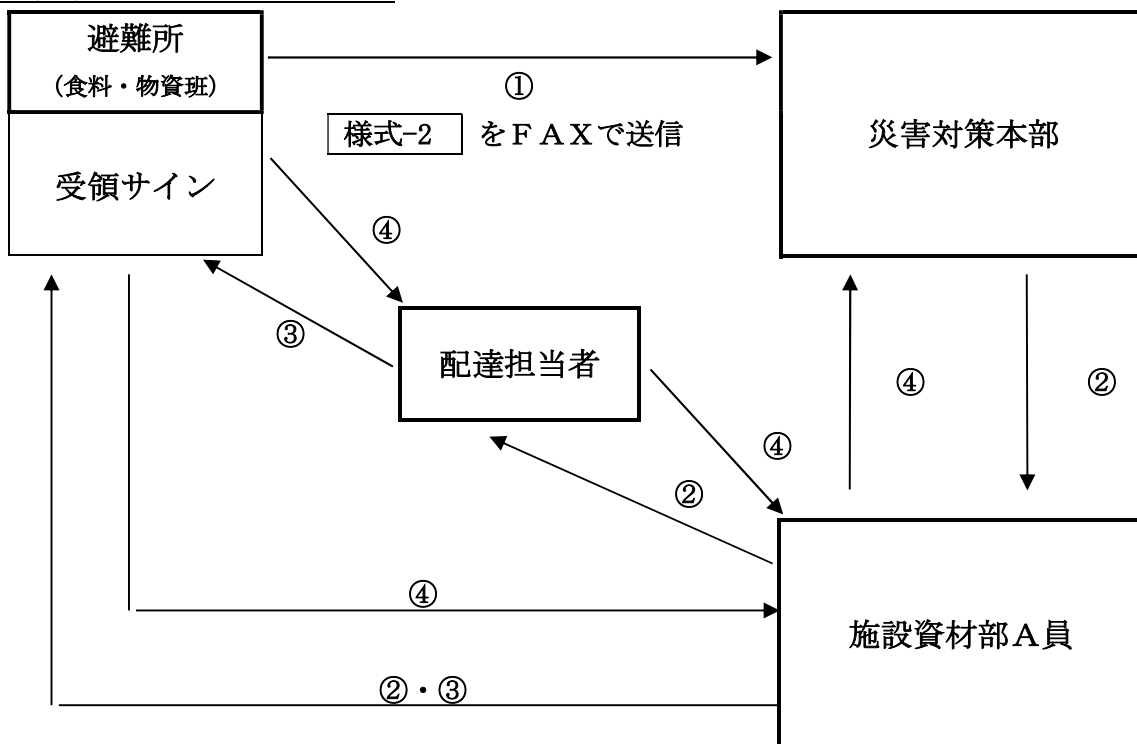 避難所
(食料・物資班)
受領サイン
①
様式-2 をＦＡＸで送信
災害対策本部
④
③
配達担当者
④
②
④
②
④
②・③
施設資材部Ａ員